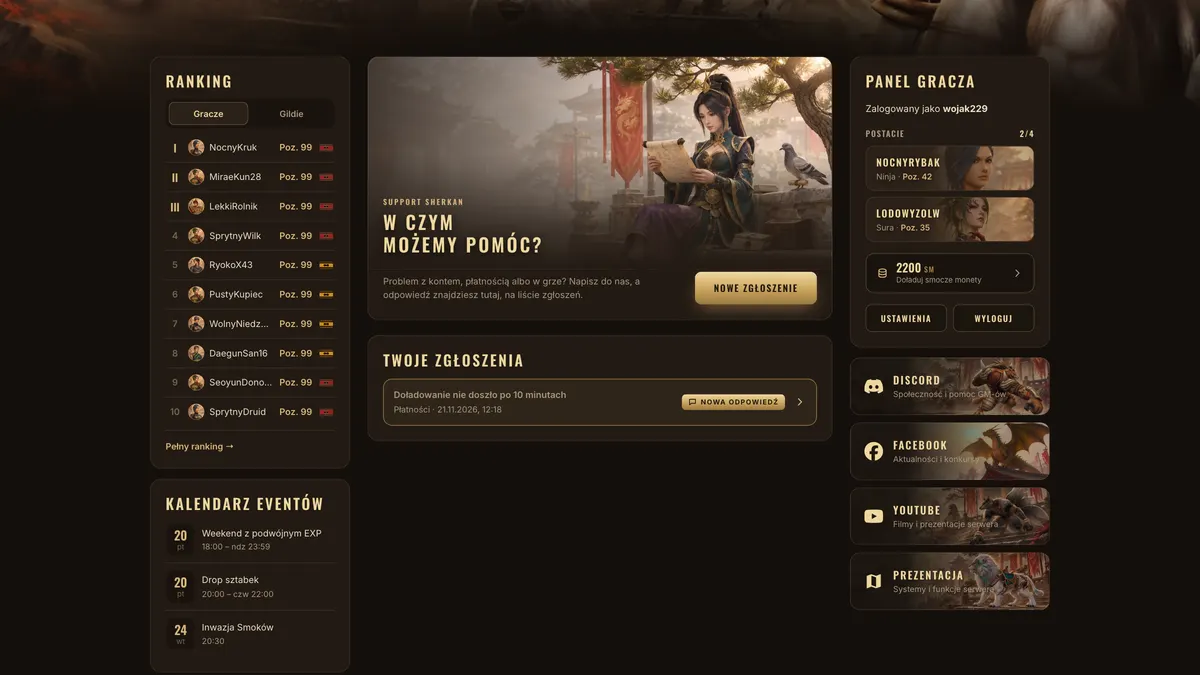 RANKING
Gracze
Gildie
I NocnyKruk Poz. 99
II MiraeKun28 Poz. 99
III LekkiRolnik Poz. 99
4 SprytnyWilk Poz. 99
5 RyokoX43 Poz. 99
6 PustyKupiec Poz. 99
7 WolnyNiedz... Poz. 99
8 DaegunSan16 Poz. 99
9 SeoyunDono... Poz. 99
10 SprytnyDruid Poz. 99
Pełny ranking →
KALENDARZ EVENTÓW
20 pt
Weekend z podwójnym EXP
18:00 – ndz 23:59
20 pt
Drop sztabek
20:00 – czw 22:00
24 wt
Inwazja Smoków
20:30
SUPPORT SHERKAN
W CZYM
MOŻEMY POMÓC?
Problem z kontem, płatnością albo w grze? Napisz do nas, a
odpowiedź znajdziesz tutaj, na liście zgłoszeń.
NOWE ZGŁOSZENIE
TWOJE ZGŁOSZENIA
Doładowanie nie doszło po 10 minutach
Płatności · 21.11.2026, 12:18
NOWA ODPOWIEDŹ
PANEL GRACZA
Zalogowany jako wojak229
POSTACIE 2/4
NOCNYRYBAK
Ninja · Poz. 42
LODOWYZOLW
Sura · Poz. 35
2200 SM
Doładuj smocze monety
USTAWIENIA
WYLOGUJ
DISCORD
Społeczność i pomoc GM-ów
FACEBOOK
Aktualności i konkursy
YOUTUBE
Filmy i prezentacje serwera
PREZENTACJA
Systemy i funkcje serwera